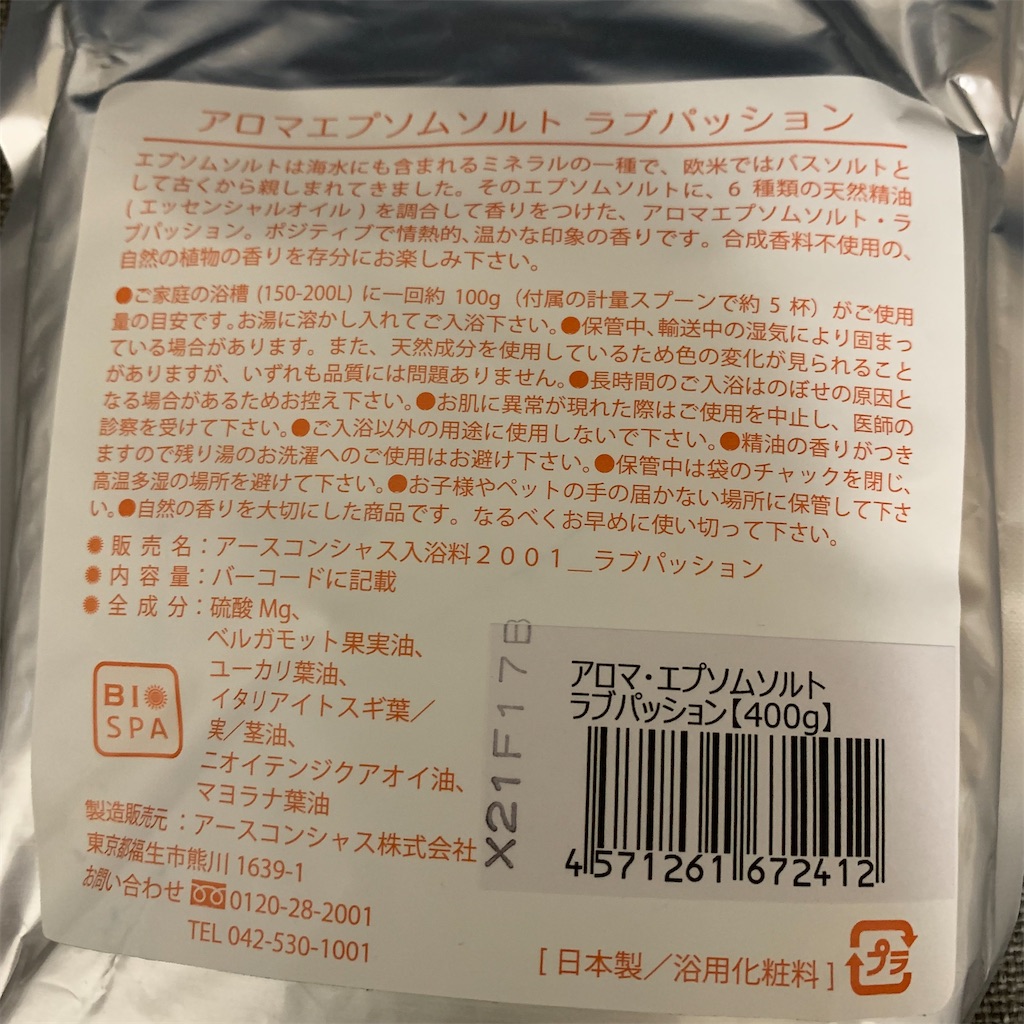 アロマエプソムソルト ラブパッション
エプソムソルトは海水にも含まれるミネラルの一種で、欧米ではバスソルトと
して古くから親しまれてきました。そのエプソムソルトに、6 種類の天然精油
(エッセンシャルオイル) を調合して香りをつけた、アロマエプソムソルト・ラ
ブパッション。ポジティブで情熱的、温かな印象の香りです。合成香料不使用の、
自然の植物の香りを存分にお楽しみ下さい。
●ご家庭の浴槽 (150-200L) に一回約 100g（付属の計量スプーンで約 5 杯）がご使用
量の目安です。お湯に溶かし入れてご入浴下さい。●保管中、輸送中の湿気により固まっ
ている場合があります。また、天然成分を使用しているため色の変化が見られること
がありますが、いずれも品質には問題ありません。●長時間のご入浴はのぼせの原因と
なる場合があるためお控え下さい。●お肌に異常が現れた際はご使用を中止し、医師の
診察を受けて下さい。●ご入浴以外の用途に使用しないで下さい。●精油の香りがつき
ますので残り湯のお洗濯へのご使用はお避け下さい。●保管中は袋のチャックを閉じ、
高温多湿の場所を避けて下さい。●お子様やペットの手の届かない場所に保管して下さ
い。●自然の香りを大切にした商品です。なるべくお早めに使い切って下さい。
販 売 名：アースコンシャス入浴料２００１＿ラブパッション
内 容 量：バーコードに記載
全 成 分：硫酸 Mg、
ベルガモット果実油、
ユーカリ葉油、
イタリアイトスギ葉／
実／茎油、
ニオイテンジクアオイ油、
マヨラナ葉油
BIO
SPA
製造販売元：アースコンシャス株式会社
東京都福生市熊川 1639-1
お問い合わせ 0120-28-2001
TEL 042-530-1001
X21F17B
アロマ・エプソムソルト
ラブパッション【400g】
4 571261 672412
[ 日本製／浴用化粧料 ]
プラ